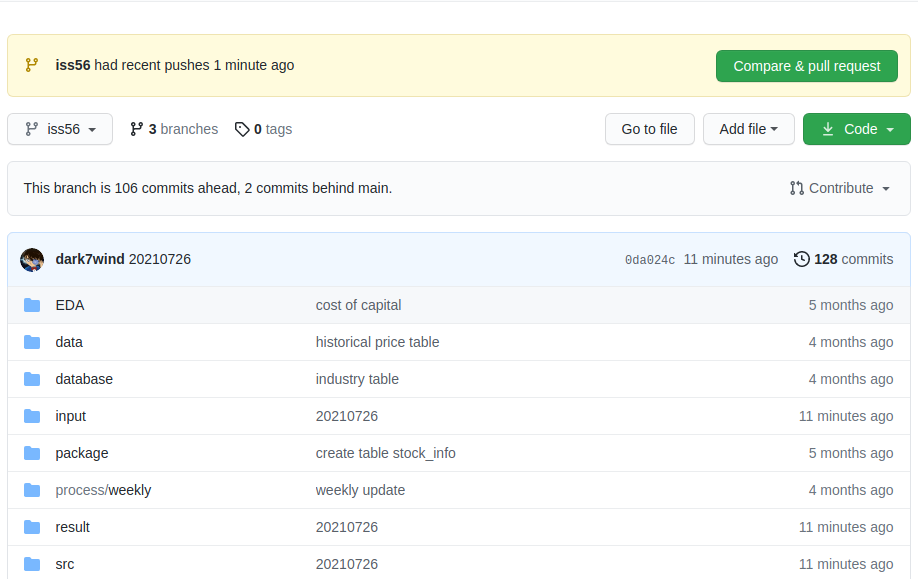 iss56 had recent pushes 1 minute ago
Compare & pull request
iss56 3 branches 0 tags Go to file Add file Code
This branch is 106 commits ahead, 2 commits behind main. Contribute
dark7wind 20210726 0da024c 11 minutes ago 128 commits
EDA cost of capital 5 months ago
data historical price table 4 months ago
database industry table 4 months ago
input 20210726 11 minutes ago
package create table stock_info 5 months ago
process/weekly weekly update 4 months ago
result 20210726 11 minutes ago
src 20210726 11 minutes ago